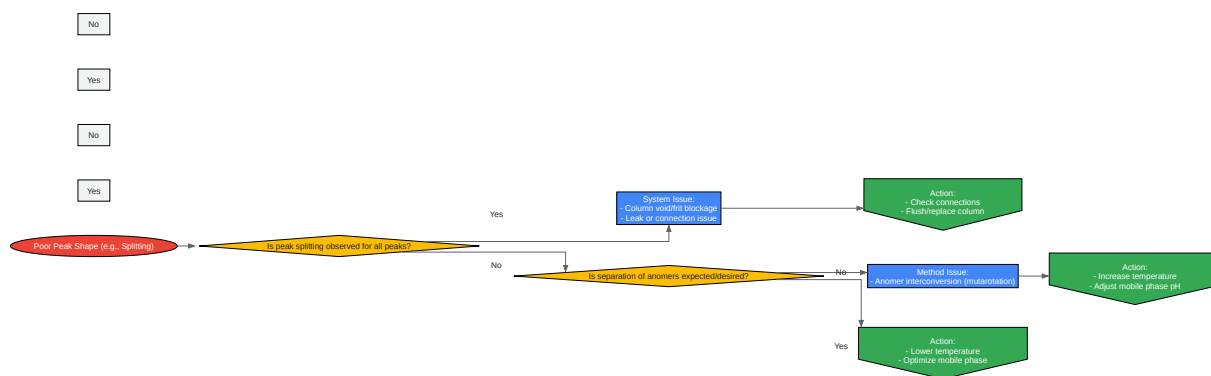 No
Yes
No
Yes
Poor Peak Shape (e.g., Splitting)
Is peak splitting observed for all peaks?
Yes
System Issue:
- Column void/frit blockage
- Leak or connection issue
Action:
- Check connections
- Flush/replace column
No
Is separation of anomers expected/desired?
No
Method Issue:
- Anomer interconversion (mutarotation)
Action:
- Increase temperature
- Adjust mobile phase pH
Yes
Action:
- Lower temperature
- Optimize mobile phase